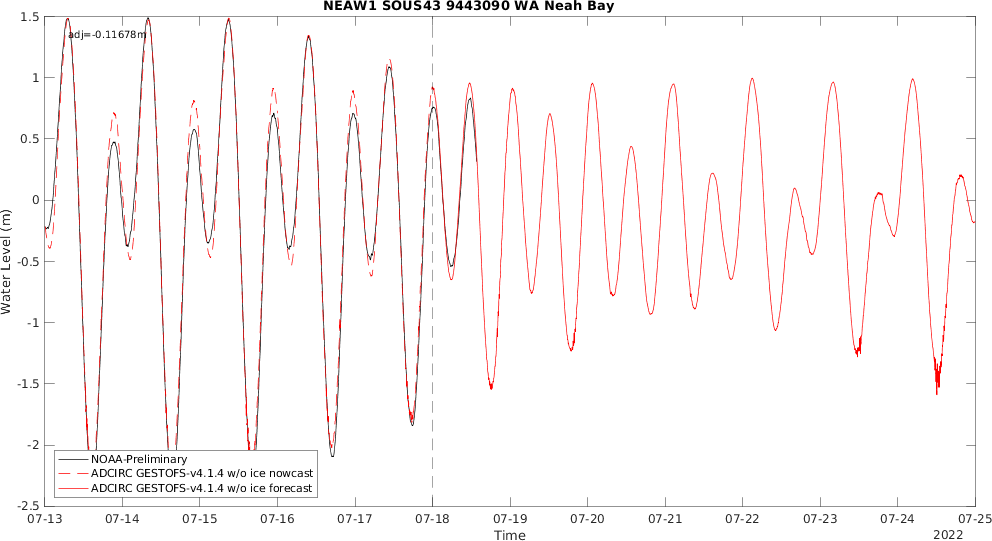 NEAW1 SOUS43 9443090 WA Neah Bay
adj=-0.11678m
1.5
1
0.5
0
-0.5
-1
-1.5
-2
-2.5
Water Level (m)
NOAA-Preliminary
ADCIRC GESTOFS-v4.1.4 w/o ice nowcast
ADCIRC GESTOFS-v4.1.4 w/o ice forecast
07-13 07-14 07-15 07-16 07-17 07-18 07-19 07-20 07-21 07-22 07-23 07-24 07-25
Time
2022